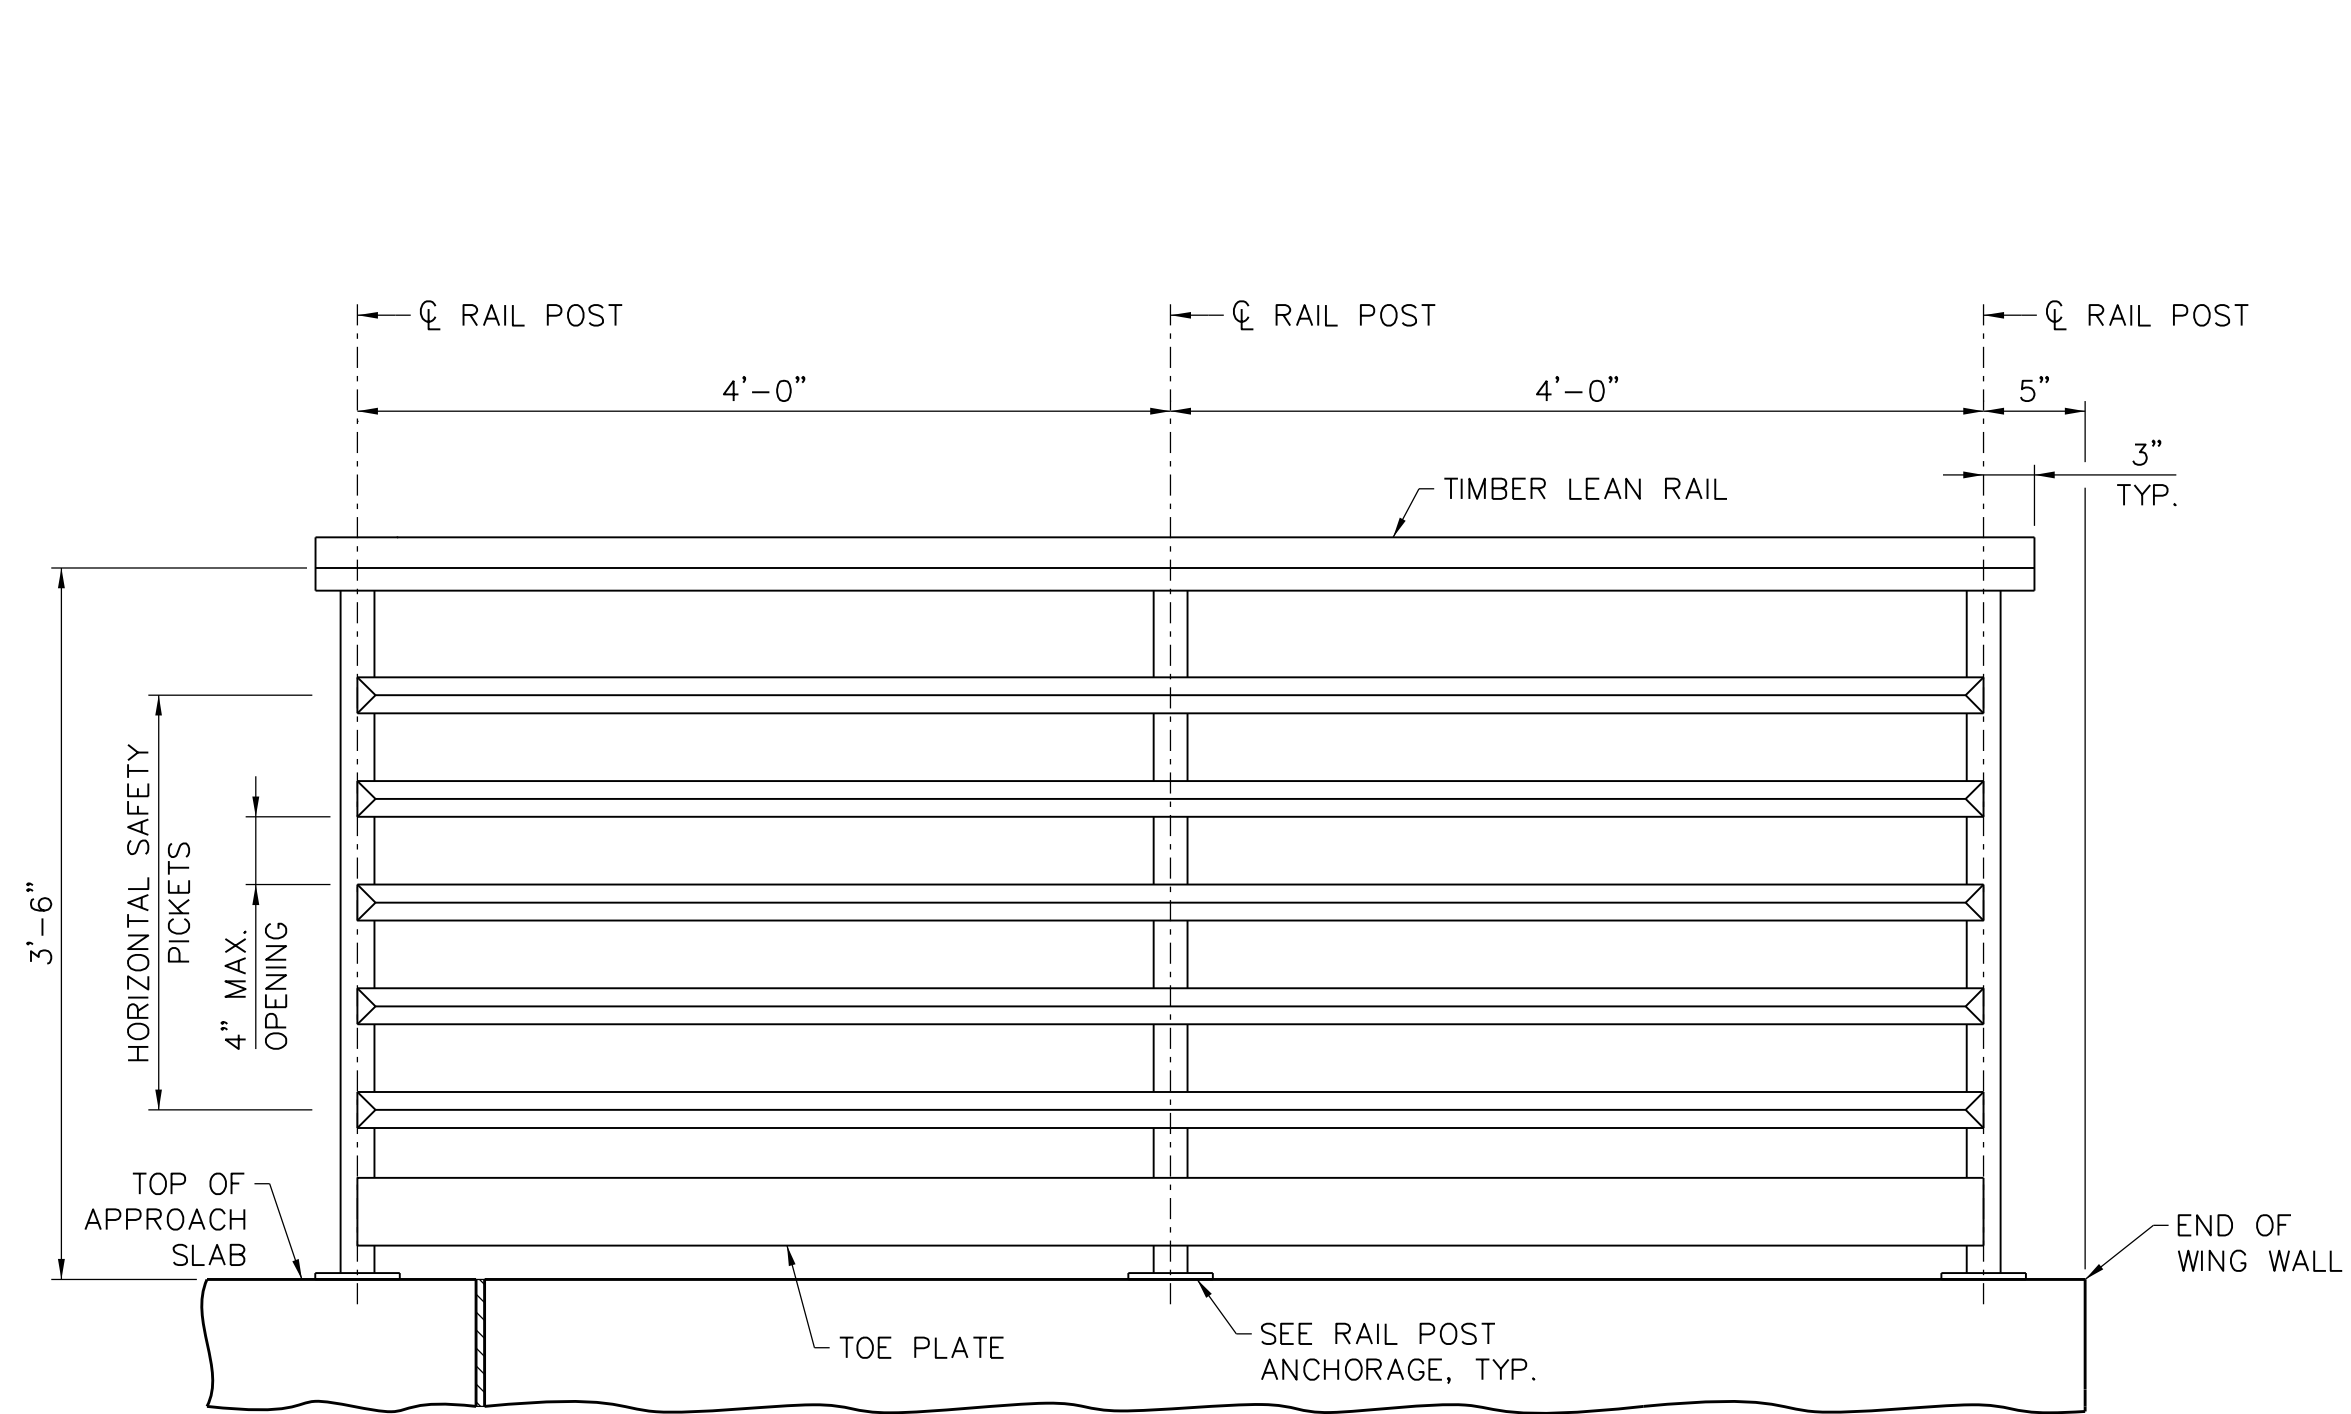 ℄ RAIL POST
℄ RAIL POST
℄ RAIL POST
4'-0"
4'-0"
5"
3"
TYP.
TIMBER LEAN RAIL
3'-6"
HORIZONTAL SAFETY
PICKETS
4" MAX.
OPENING
TOP OF
APPROACH
SLAB
END OF
WING WALL
TOE PLATE
SEE RAIL POST
ANCHORAGE, TYP.